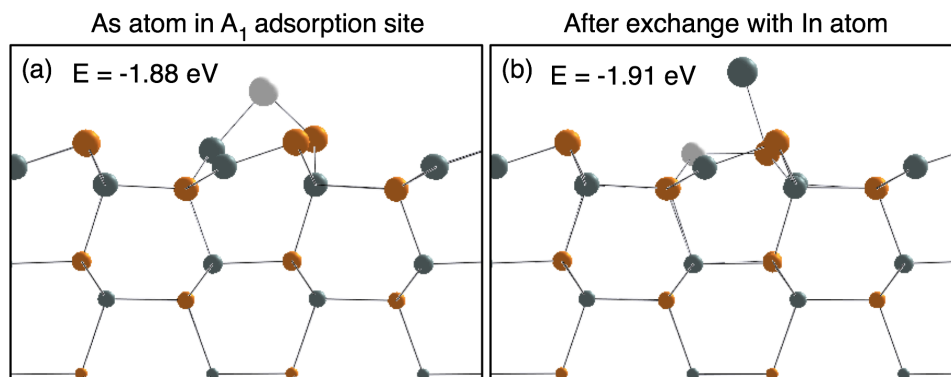 As atom in A₁ adsorption site
After exchange with In atom
(a) E = -1.88 eV
(b) E = -1.91 eV